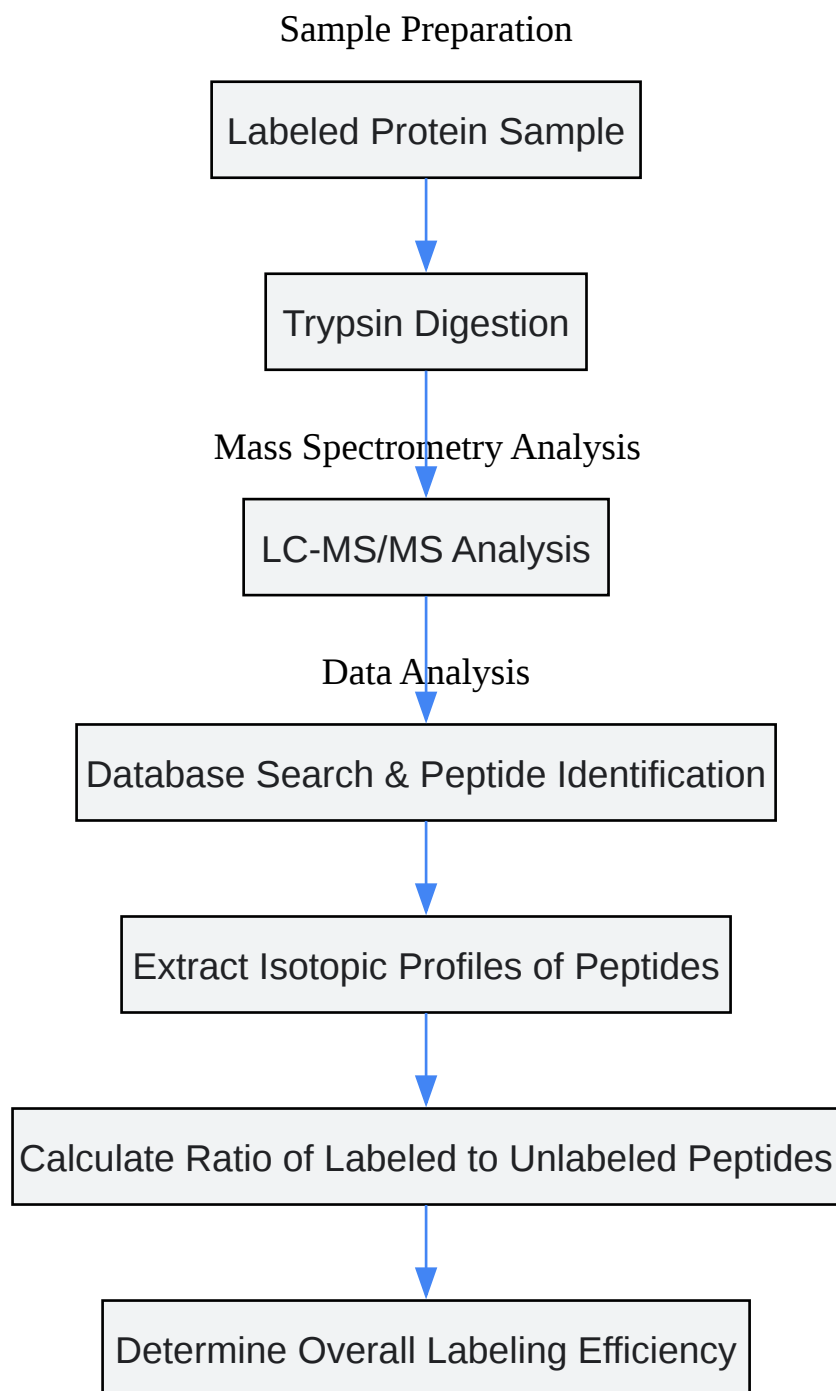 Sample Preparation
Labeled Protein Sample
Trypsin Digestion
Mass Spectrometry Analysis
LC-MS/MS Analysis
Data Analysis
Database Search & Peptide Identification
Extract Isotopic Profiles of Peptides
Calculate Ratio of Labeled to Unlabeled Peptides
Determine Overall Labeling Efficiency